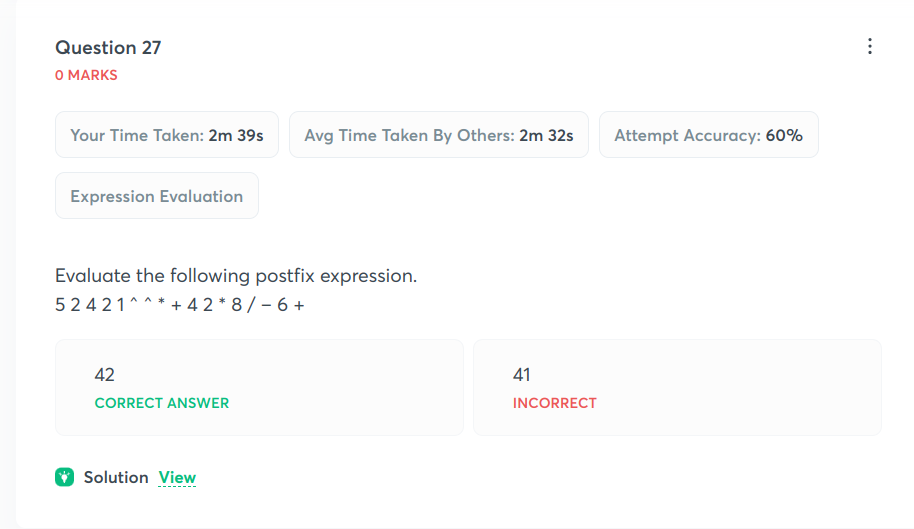 Question 27
0 MARKS
Your Time Taken: 2m 39s Avg Time Taken By Others: 2m 32s Attempt Accuracy: 60%
Expression Evaluation
Evaluate the following postfix expression.
5 2 4 2 1 ^ ^ * + 4 2 * 8 / − 6 +
42 41
CORRECT ANSWER INCORRECT
Solution View